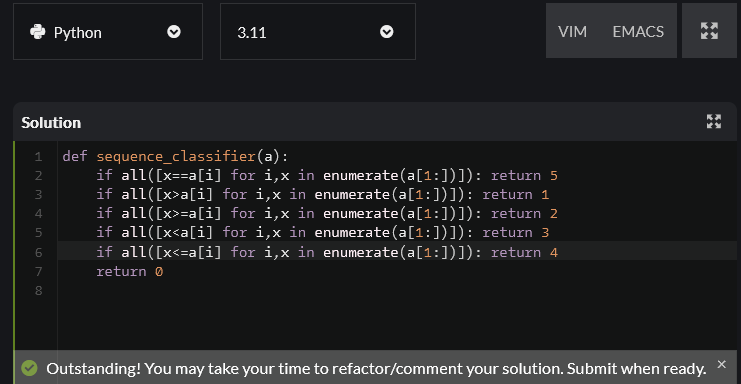 Python 3.11 VIM EMACS
Solution
1 def sequence_classifier(a):
2     if all([x==a[i] for i,x in enumerate(a[1:])]): return 5
3     if all([x>a[i] for i,x in enumerate(a[1:])]): return 1
4     if all([x>=a[i] for i,x in enumerate(a[1:])]): return 2
5     if all([x<a[i] for i,x in enumerate(a[1:])]): return 3
6     if all([x<=a[i] for i,x in enumerate(a[1:])]): return 4
7     return 0
8
Outstanding! You may take your time to refactor/comment your solution. Submit when ready. ×